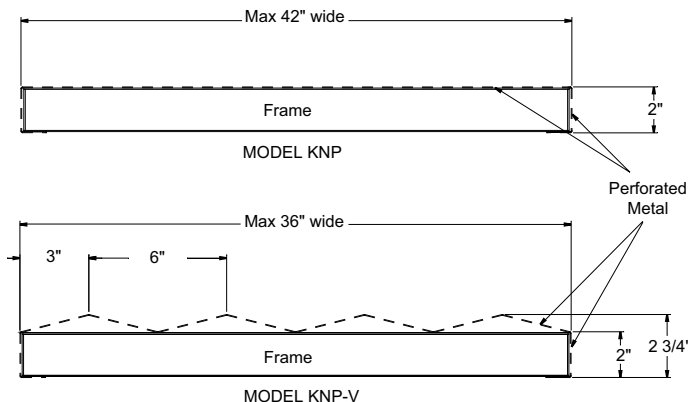 Max 42" wide
Frame
2"
MODEL KNP
Perforated
Metal
Max 36" wide
3"
6"
Frame
2"
2 3/4"
MODEL KNP-V